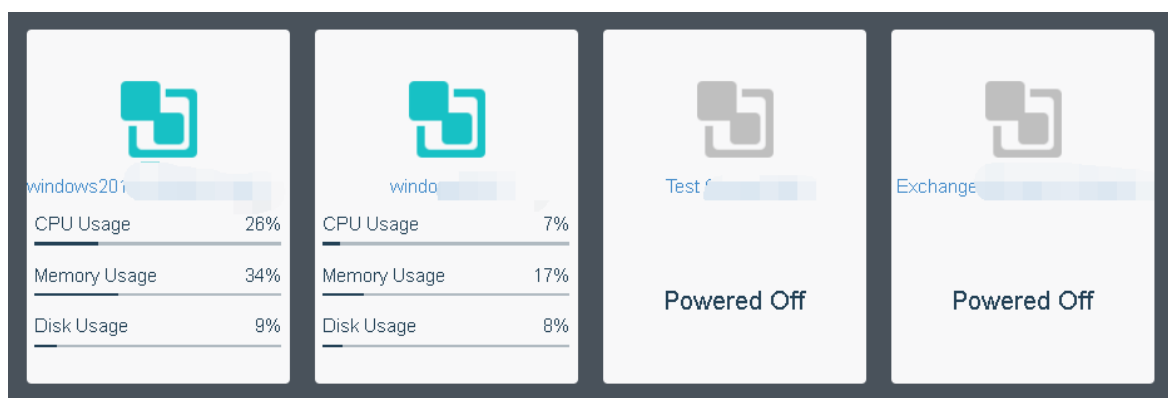 windows201
CPU Usage 26%
Memory Usage 34%
Disk Usage 9%
windo
CPU Usage 7%
Memory Usage 17%
Disk Usage 8%
Test
Powered Off
Exchange
Powered Off